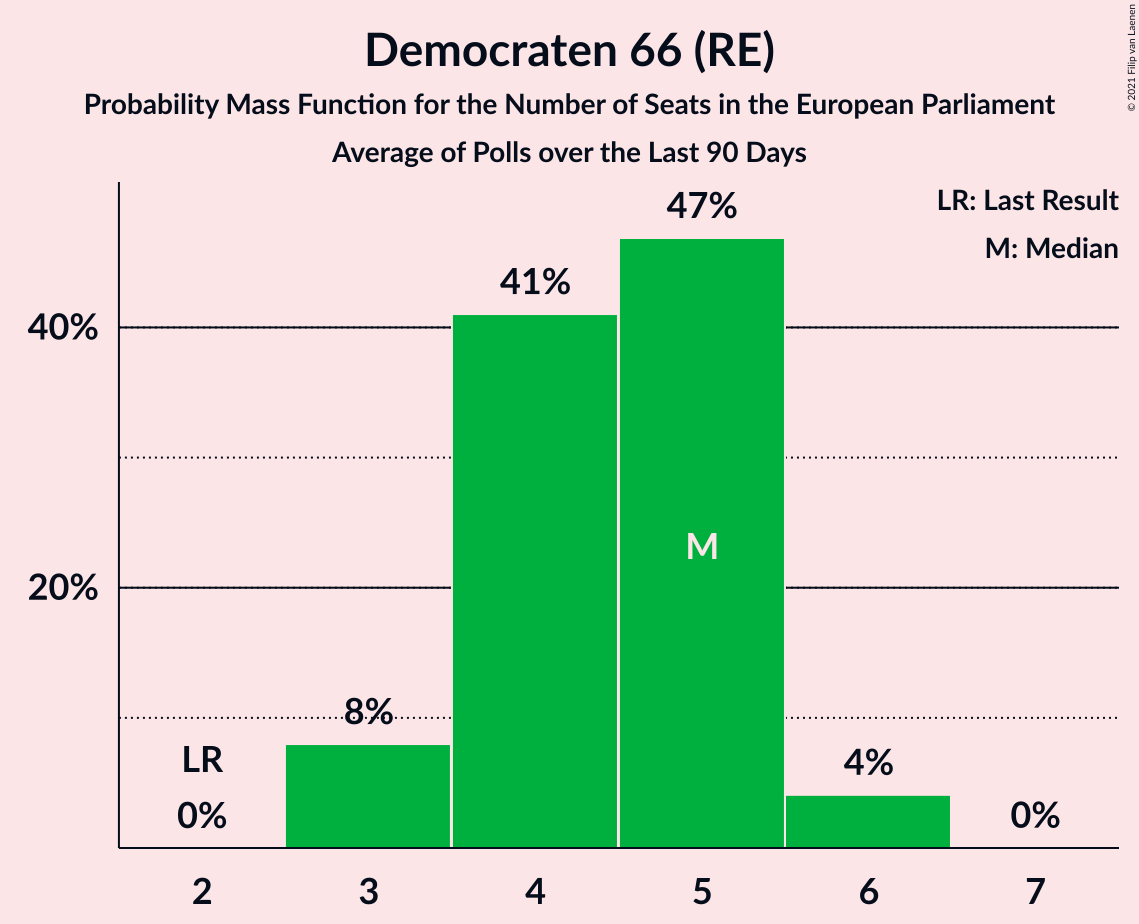 Democraten 66 (RE)
Probability Mass Function for the Number of Seats in the European Parliament
Average of Polls over the Last 90 Days
© 2021 Filip van Laenen
LR: Last Result
M: Median
47%
41%
40%
M
20%
8%
LR
4%
0%
0%
2 3 4 5 6 7